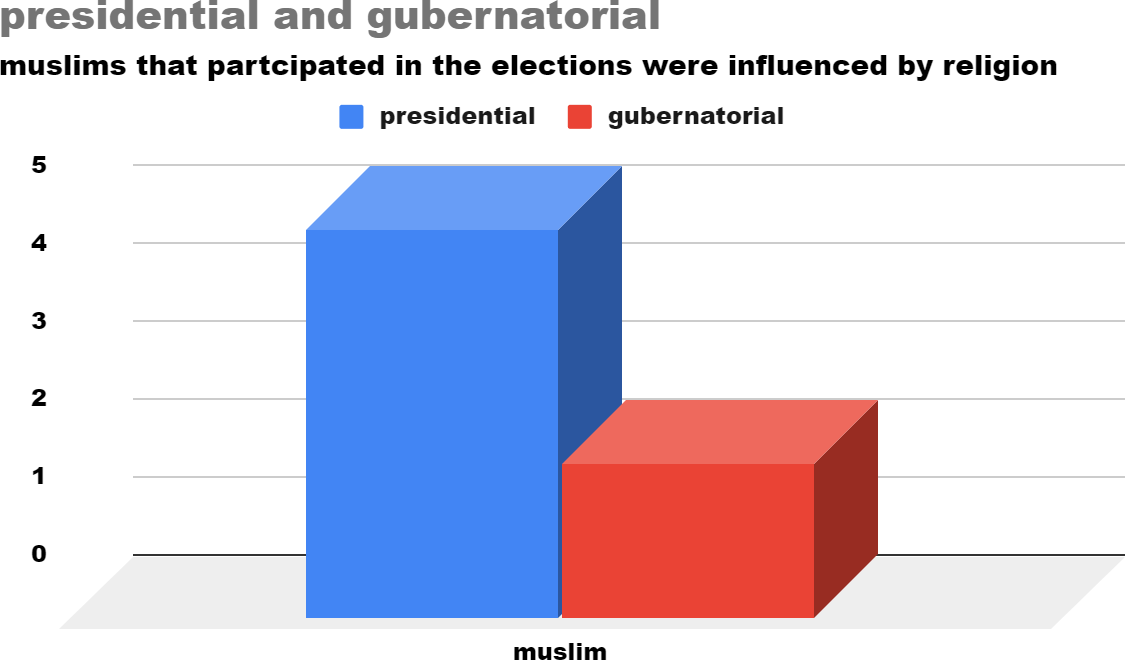 presidential and gubernatorial
muslims that partcipated in the elections were influenced by religion
presidential gubernatorial
5
4
3
2
1
0
muslim